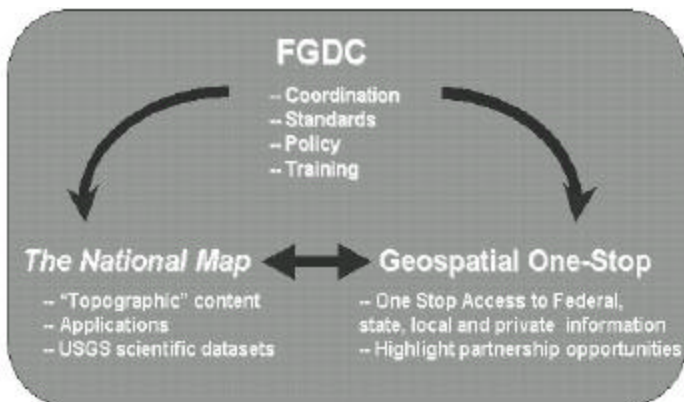 FGDC
-- Coordination
-- Standards
-- Policy
-- Training
The National Map
-- "Topographic" content
-- Applications
-- USGS scientific datasets
Geospatial One-Stop
-- One Stop Access to Federal,
state, local and private information
-- Highlight partnership opportunities